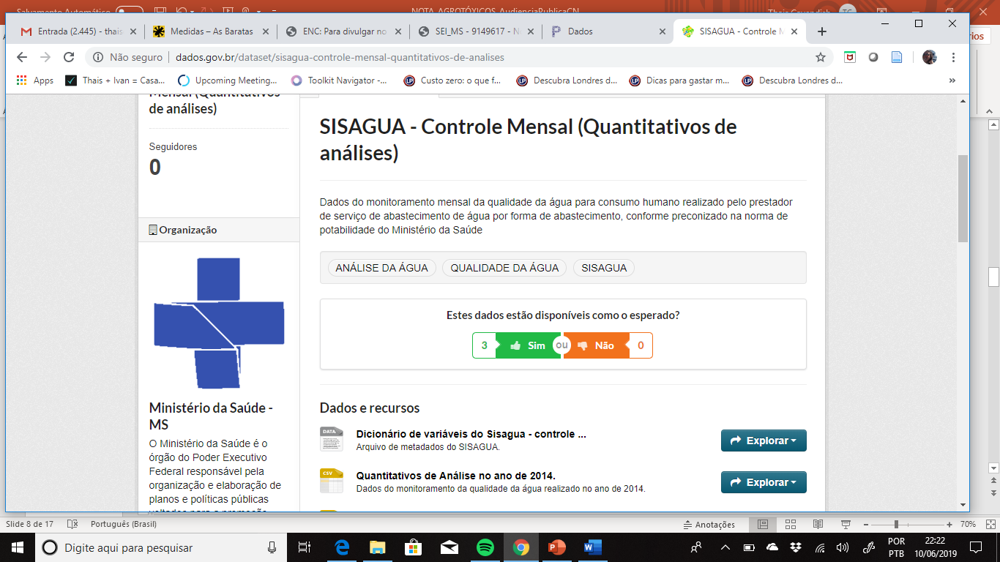 Salvamento Automático
NOTA_AGROTÓXICOS_AudienciaPublicaCN
Thais Cavendish
TC
Entrada (2.445) - thais
Medidas – As Baratas
ENC: Para divulgar no
SEI_MS - 9149617 - N
Dados
SISAGUA - Controle M
Não seguro | dados.gov.br/dataset/sisagua-controle-mensal-quantitativos-de-analises
Apps
Thais + Ivan = Casa...
Upcoming Meeting...
Toolkit Navigator -...
Custo zero: o que f...
Descubra Londres d...
Dicas para gastar m...
Descubra Londres d...
»
Mensal (Quantitativos
de análises)
Seguidores
0
Organização
Ministério da Saúde -
MS
O Ministério da Saúde é o
órgão do Poder Executivo
Federal responsável pela
organização e elaboração de
planos e políticas públicas
voltados para a promoção,
SISAGUA - Controle Mensal (Quantitativos de
análises)
Dados do monitoramento mensal da qualidade da água para consumo humano realizado pelo prestador
de serviço de abastecimento de água por forma de abastecimento, conforme preconizado na norma de
potabilidade do Ministério da Saúde
ANÁLISE DA ÁGUA
QUALIDADE DA ÁGUA
SISAGUA
Estes dados estão disponíveis como o esperado?
3 Sim ou Não 0
Dados e recursos
DATA
Dicionário de variáveis do Sisagua - controle ...
Arquivo de metadados do SISAGUA.
Explorar
CSV
Quantitativos de Análise no ano de 2014.
Dados do monitoramento da qualidade da água realizado no ano de 2014.
Explorar
rios
Slide 8 de 17
Português (Brasil)
Anotações
70%
Digite aqui para pesquisar
POR
PTB
22:22
10/06/2019